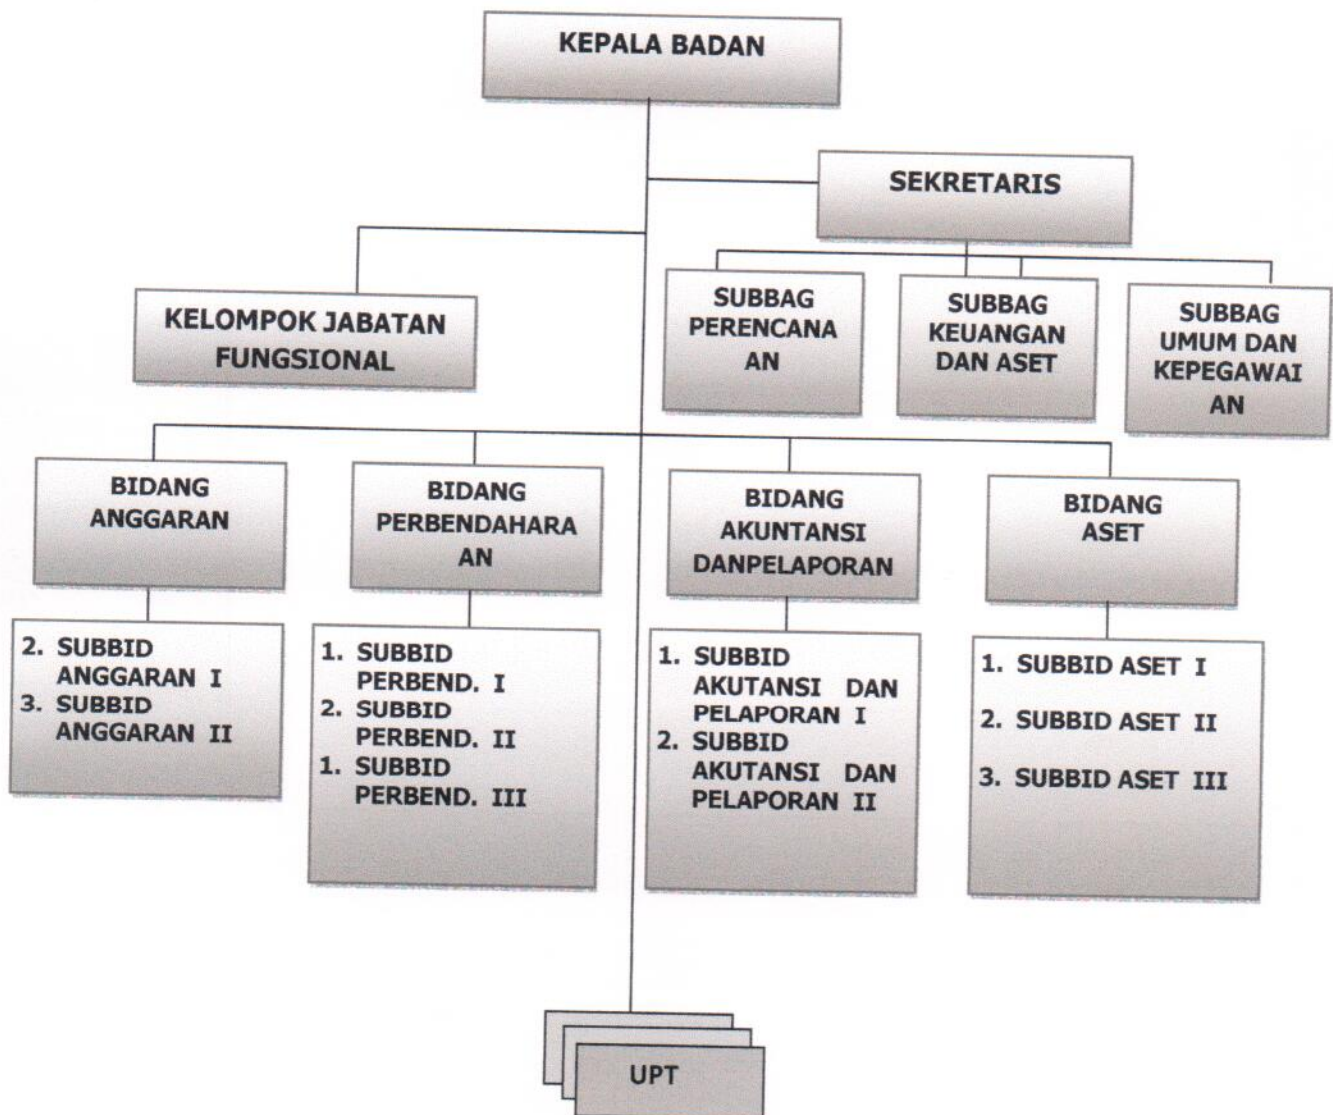 KEPALA BADAN
SEKRETARIS
KELOMPOK JABATAN
FUNGSIONAL
SUBBAG
PERENCANA
AN
SUBBAG
KEUANGAN
DAN ASET
SUBBAG
UMUM DAN
KEPEGAWAI
AN
BIDANG
ANGGARAN
BIDANG
PERBENDAHARA
AN
BIDANG
AKUNTANSI
DANPELAPORAN
BIDANG
ASET
2. SUBBID
ANGGARAN I
3. SUBBID
ANGGARAN II
1. SUBBID
PERBEND. I
2. SUBBID
PERBEND. II
1. SUBBID
PERBEND. III
1. SUBBID
AKUTANSI DAN
PELAPORAN I
2. SUBBID
AKUTANSI DAN
PELAPORAN II
1. SUBBID ASET I
2. SUBBID ASET II
3. SUBBID ASET III
UPT